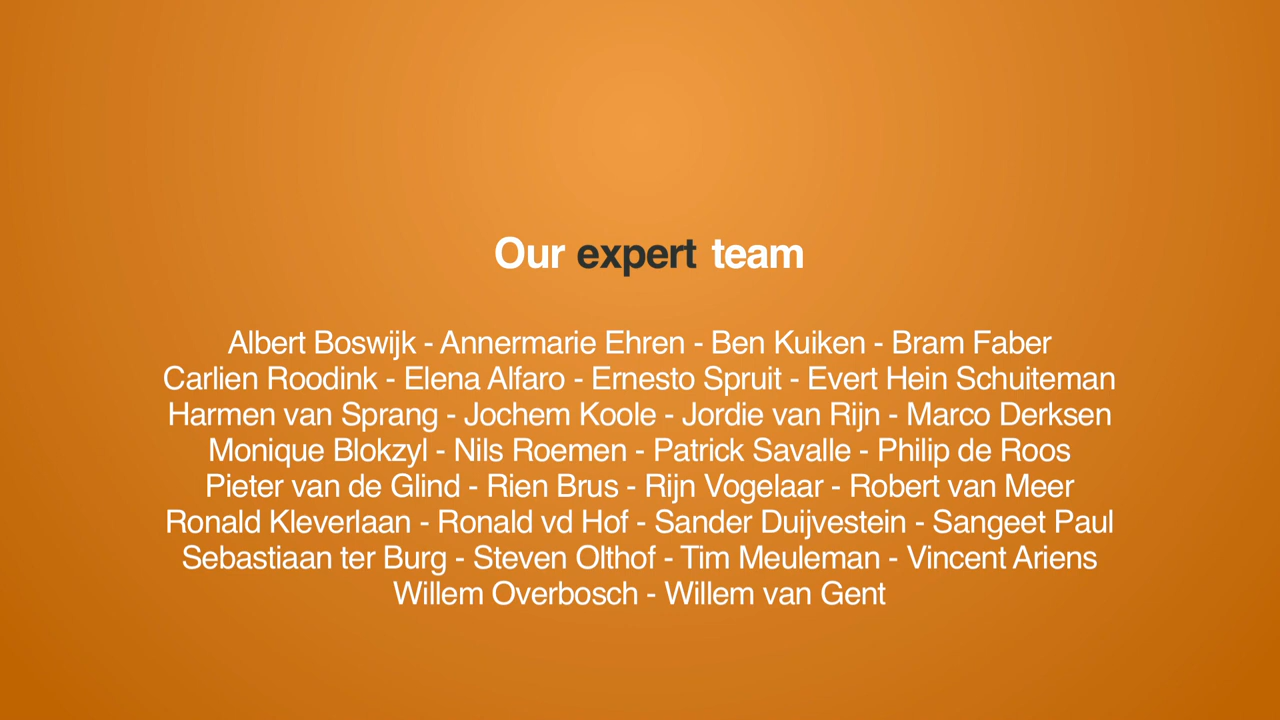 Our expert team
Albert Boswijk - Annermarie Ehren - Ben Kuiken - Bram Faber
Carlien Roodink - Elena Alfaro - Ernesto Spruit - Evert Hein Schuiteman
Harmen van Sprang - Jochem Koole - Jordie van Rijn - Marco Derksen
Monique Blokzyl - Nils Roemen - Patrick Savalle - Philip de Roos
Pieter van de Glind - Rien Brus - Rijn Vogelaar - Robert van Meer
Ronald Kleverlaan - Ronald vd Hof - Sander Duijvestein - Sangeet Paul
Sebastiaan ter Burg - Steven Olthof - Tim Meuleman - Vincent Ariens
Willem Overbosch - Willem van Gent